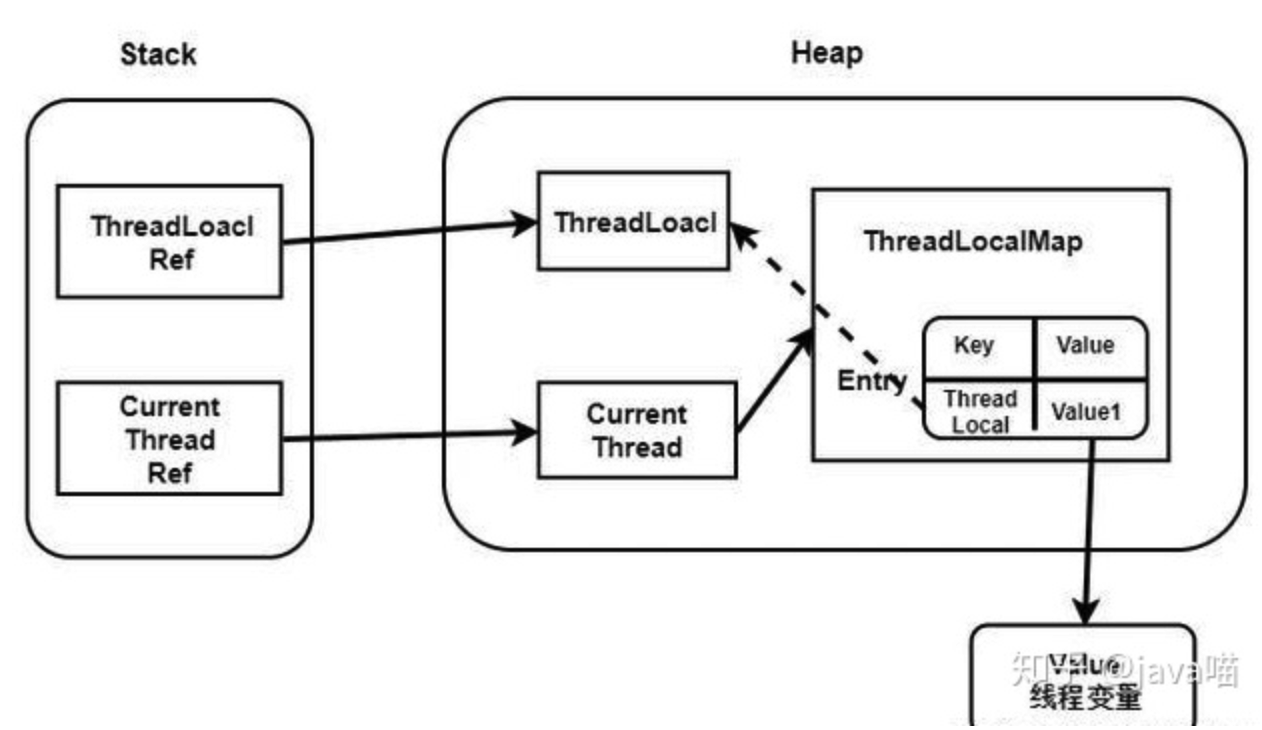 Stack
Heap
ThreadLoacl
Ref
ThreadLoacl
ThreadLocalMap
Key
Value
Entry
Thread
Local
Value1
Current
Thread
Ref
Current
Thread
Value
线程变量
知乎 @java喵